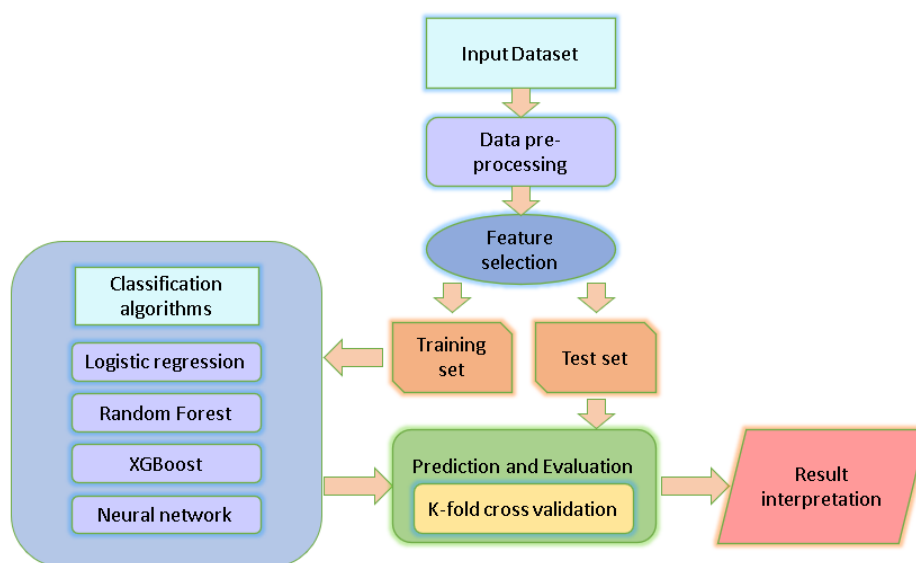 Input Dataset
Data pre-
processing
Feature
selection
Classification
algorithms
Logistic regression
Random Forest
XGBoost
Neural network
Training
set
Test set
Prediction and Evaluation
K-fold cross validation
Result
interpretation